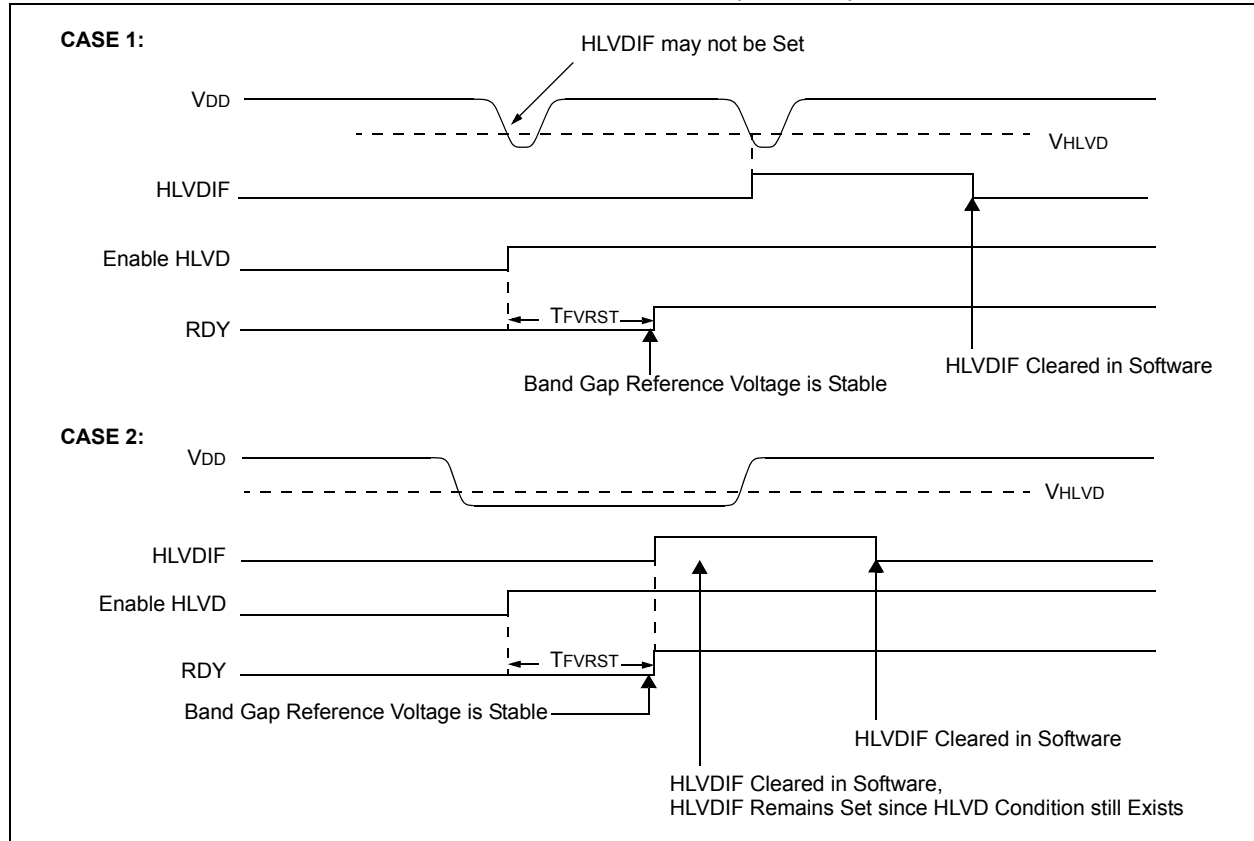 CASE 1:
HLVDIF may not be Set
VDD
VHLVD
HLVDIF
Enable HLVD
TFVRST
RDY
HLVDIF Cleared in Software
Band Gap Reference Voltage is Stable
CASE 2:
VDD
VHLVD
HLVDIF
Enable HLVD
TFVRST
RDY
Band Gap Reference Voltage is Stable
HLVDIF Cleared in Software
HLVDIF Cleared in Software,
HLVDIF Remains Set since HLVD Condition still Exists